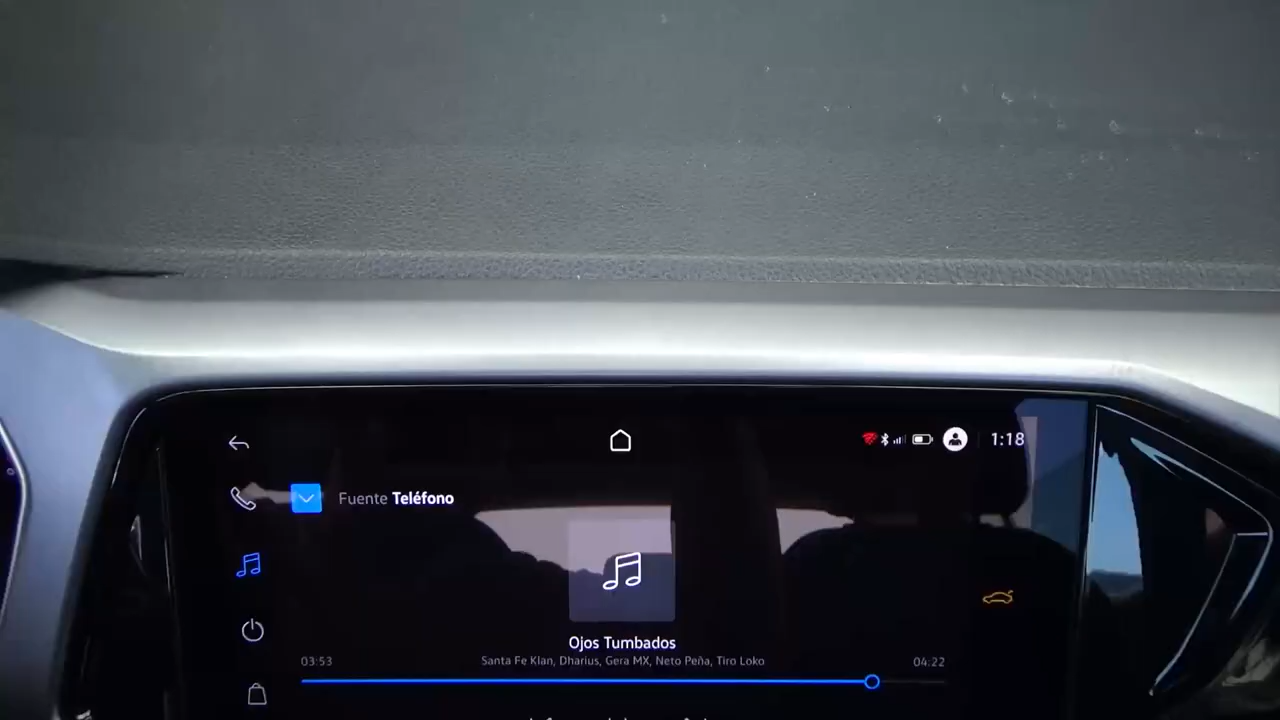 1:18
Fuente Teléfono
Ojos Tumbados
03:53
Santa Fe Klan, Dharius, Gera MX, Neto Peña, Tiro Loko
04:22